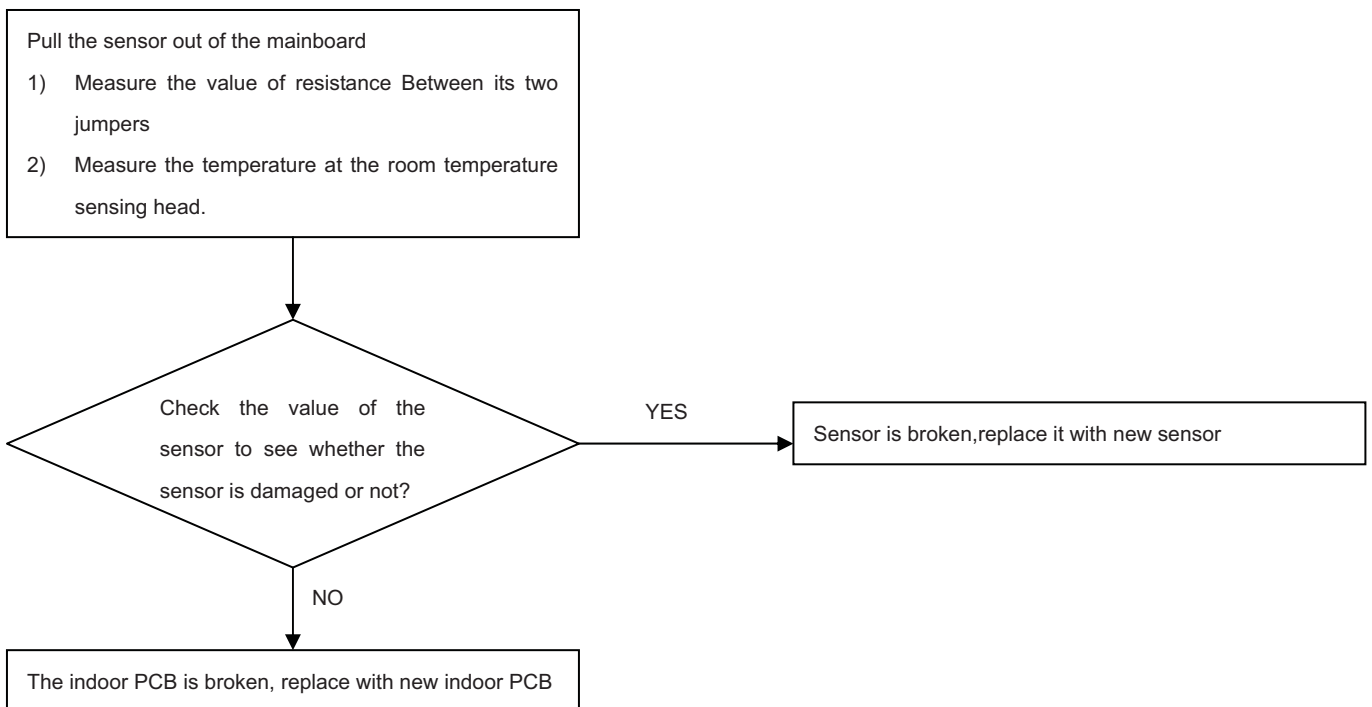 Pull the sensor out of the mainboard
1) Measure the value of resistance Between its two
jumpers
2) Measure the temperature at the room temperature
sensing head.
Check the value of the
sensor to see whether the
sensor is damaged or not?
YES
Sensor is broken,replace it with new sensor
NO
The indoor PCB is broken, replace with new indoor PCB